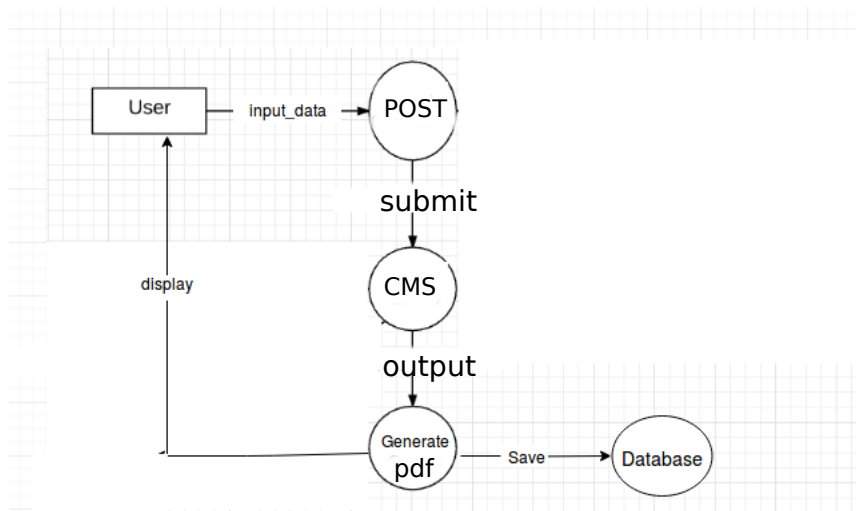 User
input_data
POST
submit
display
CMS
output
Generate
pdf
Save
Database